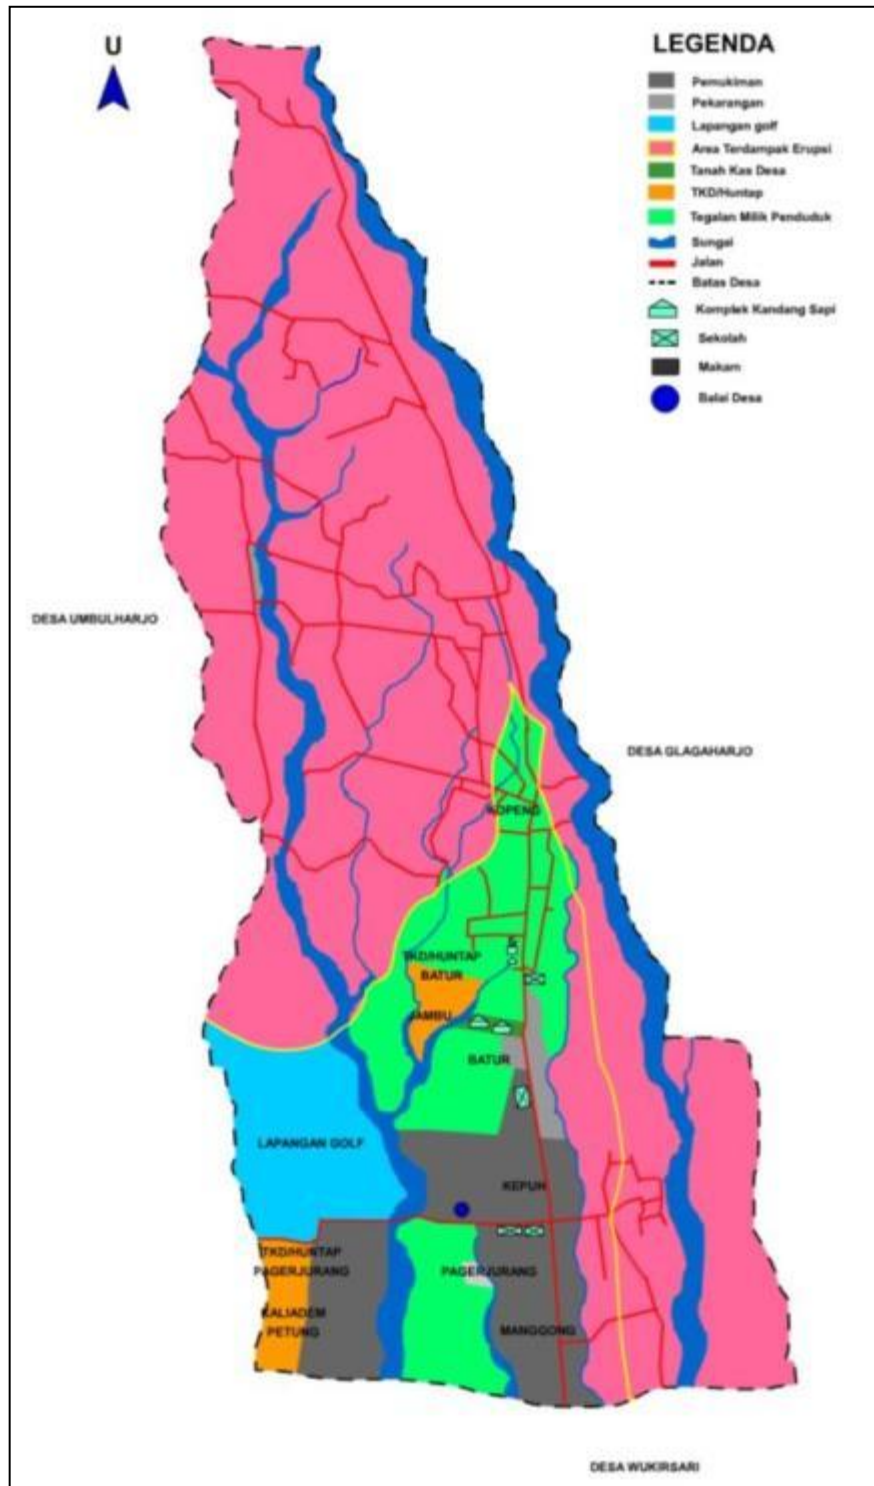 U
LEGENDA
Pemukiman
Pekarangan
Lapangan golf
Area Terdampak Erupsi
Tanah Kas Desa
TKD/Huntap
Tegalan Milik Penduduk
Sungai
Jalan
Batas Desa
Komplek Kandang Sapi
Sekolah
Makam
Balai Desa
DESA UMBULHARJO
DESA GLAGAHARJO
KOPENG
TKD/HUNTAP
BATUR
JAMBU
BATUR
LAPANGAN GOLF
KEPUH
TKD/HUNTAP
PAGERJURANG
PAGERJURANG
KALIADEM
PETUNG
MANGGONG
DESA WUKIRSARI